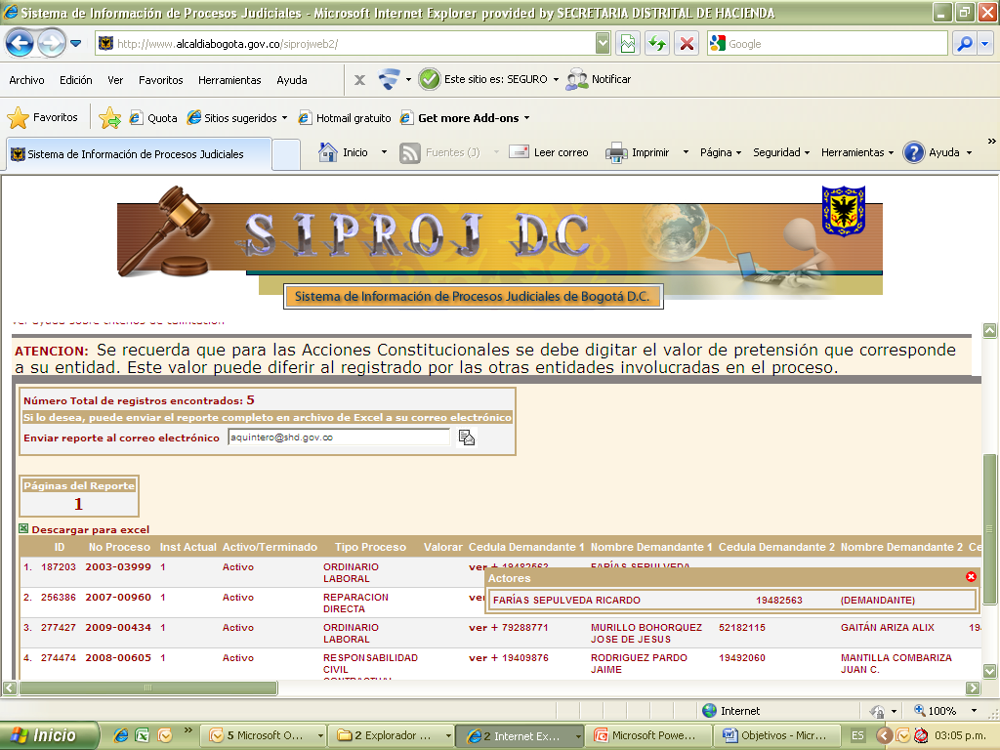 Sistema de Información de Procesos Judiciales - Microsoft Internet Explorer provided by SECRETARIA DISTRITAL DE HACIENDA
http://www.alcaldiabogota.gov.co/siprojweb2/
Google
Archivo Edición Ver Favoritos Herramientas Ayuda
Este sitio es: SEGURO
Notificar
Favoritos
Quota
Sitios sugeridos
Hotmail gratuito
Get more Add-ons
Sistema de Información de Procesos Judiciales
Inicio
Fuentes (J)
Leer correo
Imprimir
Página
Seguridad
Herramientas
Ayuda
SIPROJ DC
Sistema de Información de Procesos Judiciales de Bogotá D.C.
Ver ayuda sobre criterios de calificación
ATENCION: Se recuerda que para las Acciones Constitucionales se debe digitar el valor de pretensión que corresponde
a su entidad. Este valor puede diferir al registrado por las otras entidades involucradas en el proceso.
Número Total de registros encontrados: 5
Si lo desea, puede enviar el reporte completo en archivo de Excel a su correo electrónico
Enviar reporte al correo electrónico aquintero@shd.gov.co
Páginas del Reporte
1
Descargar para excel
ID No Proceso Inst Actual Activo/Terminado Tipo Proceso Valorar Cedula Demandante 1 Nombre Demandante 1 Cedula Demandante 2 Nombre Demandante 2 Ce
1. 187203 2003-03999 1 Activo ORDINARIO LABORAL ver + 19482563 FARÍAS SEPULVEDA
Actores
FARÍAS SEPULVEDA RICARDO 19482563 (DEMANDANTE)
2. 256386 2007-00960 1 Activo REPARACION DIRECTA ver
3. 277427 2009-00434 1 Activo ORDINARIO LABORAL ver + 79288771 MURILLO BOHORQUEZ JOSE DE JESUS 52182115 GAITÁN ARIZA ALIX 19
4. 274474 2008-00605 1 Activo RESPONSABILIDAD CIVIL CONTRACTUAL ver + 19409876 RODRIGUEZ PARDO JAIME 19492060 MANTILLA COMBARIZA JUAN C.
Internet
100%
Inicio
5 Microsoft O...
2 Explorador ...
2 Internet Ex...
Microsoft Powe...
Objetivos - Micr...
ES
03:05 p.m.